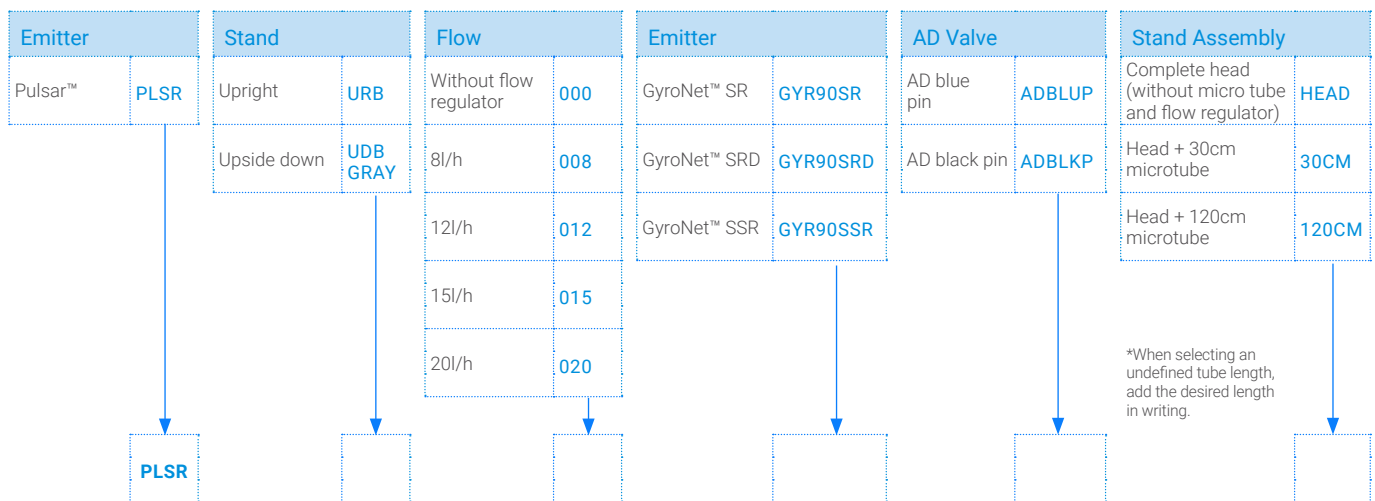 Emitter
Pulsar™ PLSR
Stand
Upright URB
Upside down UDB
GRAY
Flow
Without flow
regulator 000
8l/h 008
12l/h 012
15l/h 015
20l/h 020
Emitter
GyroNet™ SR GYR90SR
GyroNet™ SRD GYR90SRD
GyroNet™ SSR GYR90SSR
AD Valve
AD blue
pin ADBLUP
AD black pin ADBLKP
Stand Assembly
Complete head
(without micro tube
and flow regulator) HEAD
Head + 30cm
microtube 30CM
Head + 120cm
microtube 120CM
*When selecting an
undefined tube length,
add the desired length
in writing.
PLSR